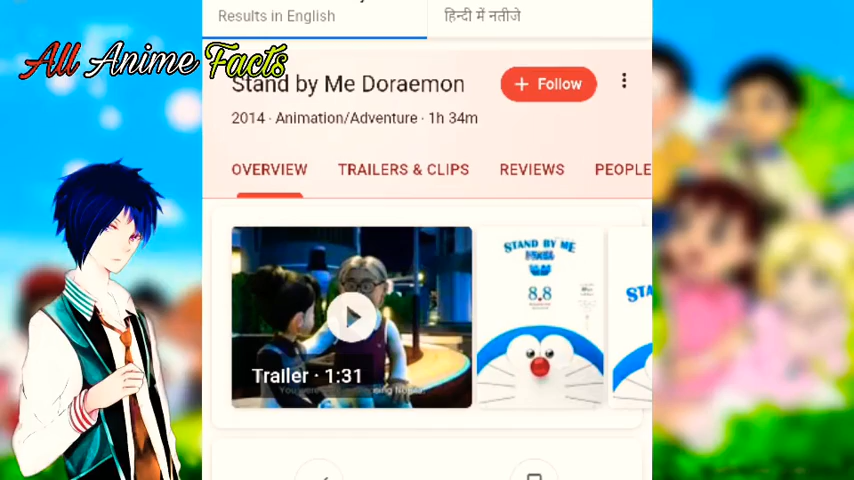 Results in English
हिन्दी में नतीजे
All Anime Facts
Stand by Me Doraemon
+ Follow
2014 · Animation/Adventure · 1h 34m
OVERVIEW
TRAILERS & CLIPS
REVIEWS
PEOPLE
STAND BY ME
8.8
STA
Trailer · 1:31